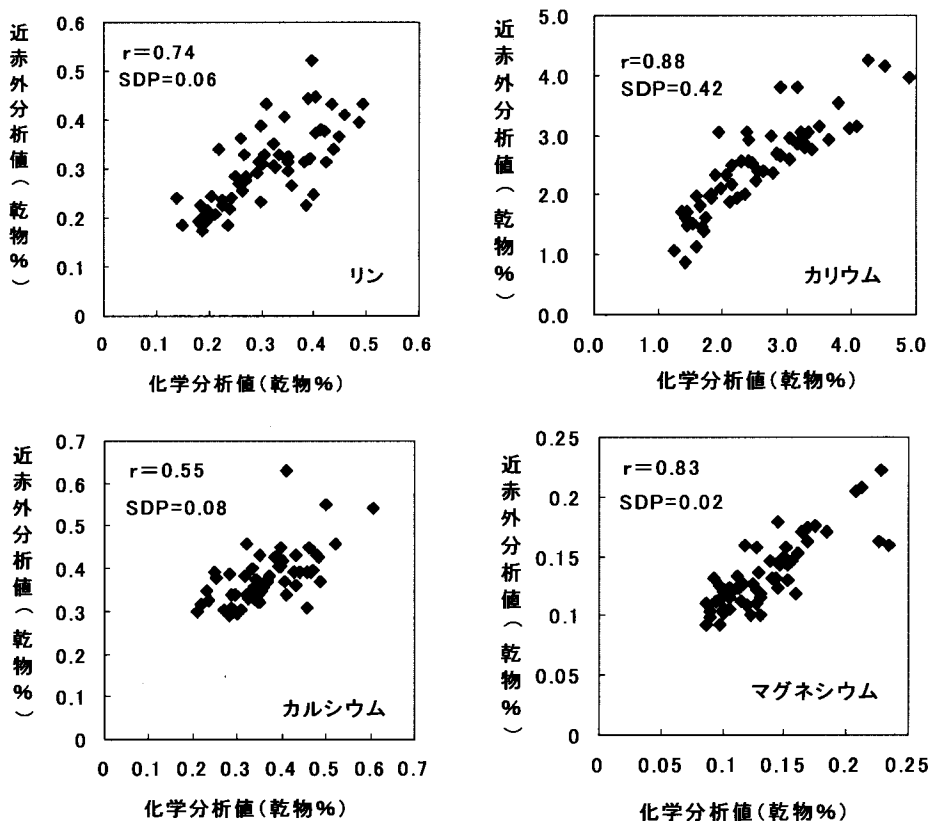 近赤外分析値(乾物%)
0.6
0.5
0.4
0.3
0.2
0.1
0
r=0.74
SDP=0.06
リン
0 0.1 0.2 0.3 0.4 0.5 0.6
化学分析値(乾物%)
近赤外分析値(乾物%)
5.0
4.0
3.0
2.0
1.0
0.0
r=0.88
SDP=0.42
カリウム
0.0 1.0 2.0 3.0 4.0 5.0
化学分析値(乾物%)
近赤外分析値(乾物%)
0.7
0.6
0.5
0.4
0.3
0.2
0.1
0
r=0.55
SDP=0.08
カルシウム
0 0.1 0.2 0.3 0.4 0.5 0.6 0.7
化学分析値(乾物%)
近赤外分析値(乾物%)
0.25
0.2
0.15
0.1
0.05
0
r=0.83
SDP=0.02
マグネシウム
0 0.05 0.1 0.15 0.2 0.25
化学分析値(乾物%)